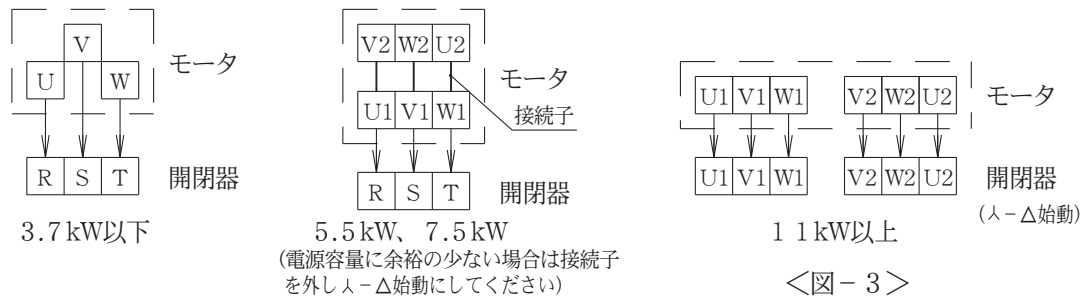 V
U W
モータ
R S T
開閉器
3.7kW以下
V2 W2 U2
モータ
U1 V1 W1
接続子
R S T
開閉器
5.5kW、7.5kW
(電源容量に余裕の少ない場合は接続子
を外し人-△始動にしてください)
U1 V1 W1 V2 W2 U2
モータ
U1 V1 W1 V2 W2 U2
開閉器
(人-△始動)
11kW以上
<図-3>